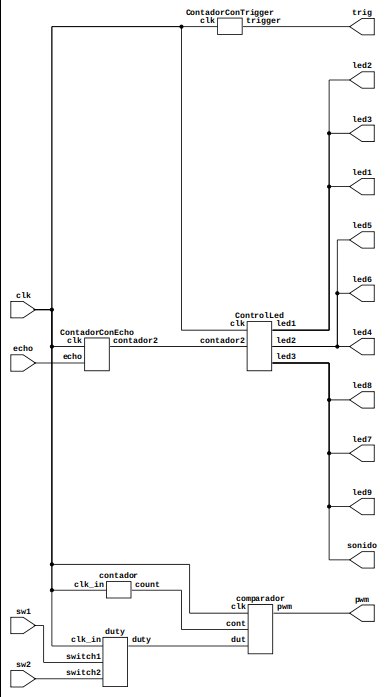 ContadorConTrigger
clk trigger
trig
led2
led3
led1
led5
led6
clk
ControlLed
clk led1
ContadorConEcho
clk contador2
contador2 led2
led4
echo
echo
led3
led8
led7
led9
sonido
contador
clk_in count
comparador
clk pwm
pwm
sw1
cont
duty
clk_in duty
dut
switch1
sw2
switch2